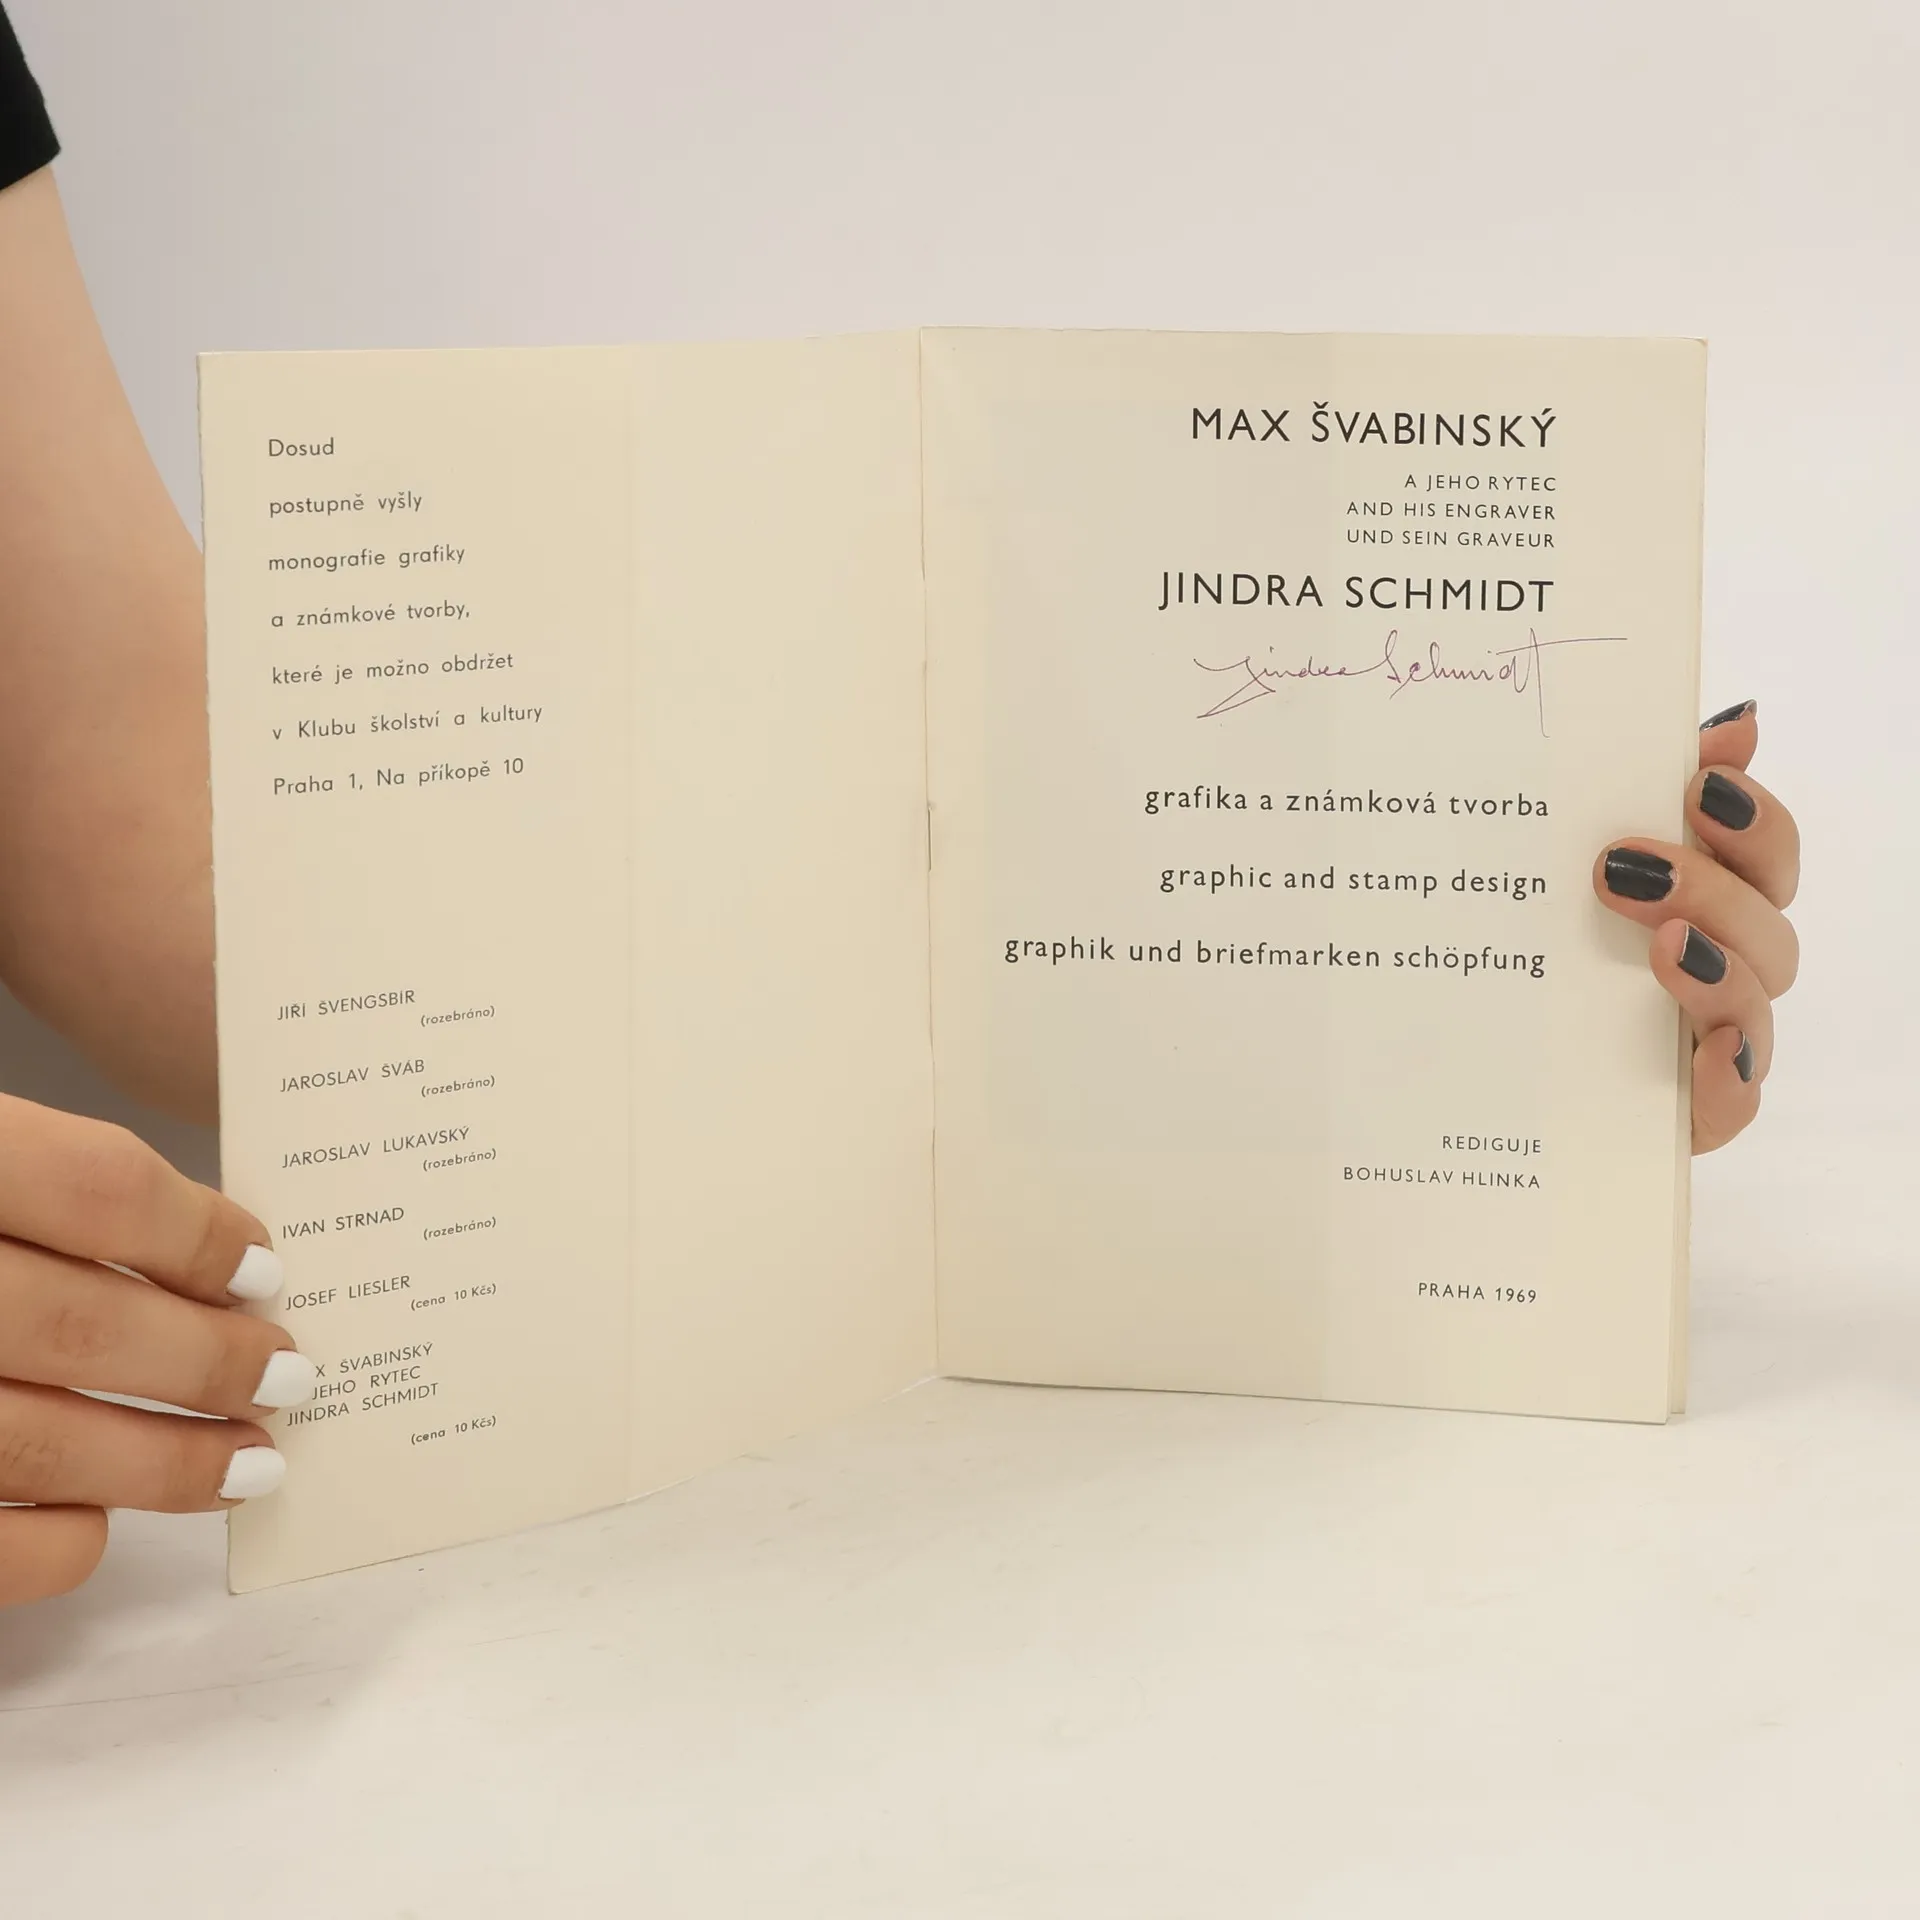 Dosud
postupně vyšly
monografie grafiky
a známkové tvorby,
které je možno obdržet
v Klubu školství a kultury
Praha 1, Na příkopě 10
JIŘÍ ŠVENGSBÍR
(rozebráno)
JAROSLAV ŠVÁB
(rozebráno)
JAROSLAV LUKAVSKÝ
(rozebráno)
IVAN STRNAD
(rozebráno)
JOSEF LIESLER
(cena 10 Kčs)
X ŠVABINSKÝ
JEHO RYTEC
JINDRA SCHMIDT
(cena 10 Kčs)
MAX ŠVABINSKÝ
A JEHO RYTEC
AND HIS ENGRAVER
UND SEIN GRAVEUR
JINDRA SCHMIDT
Jindra Schmidt
grafika a známková tvorba
graphic and stamp design
graphik und briefmarken schöpfung
REDIGUJE
BOHUSLAV HLINKA
PRAHA 1969